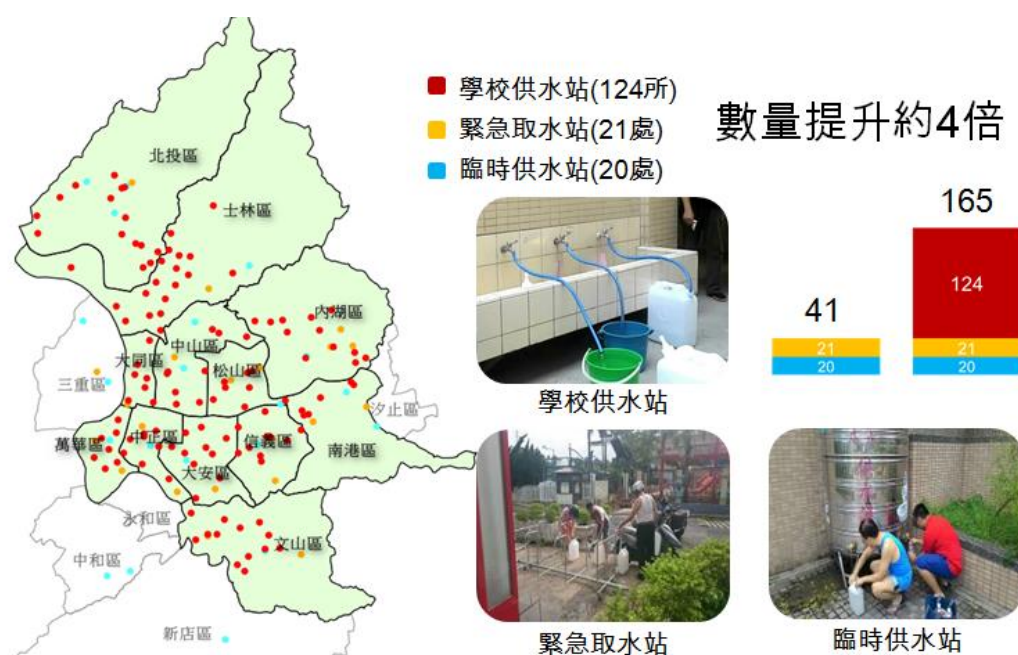 學校供水站(124所)
緊急取水站(21處)
臨時供水站(20處)
數量提升約4倍
北投區
士林區
內湖區
中山區
大同區
松山區
三重區
汐止區
萬華區
中正區
信義區
南港區
大安區
永和區
文山區
中和區
新店區
學校供水站
41
21
20
165
124
21
20
緊急取水站
臨時供水站